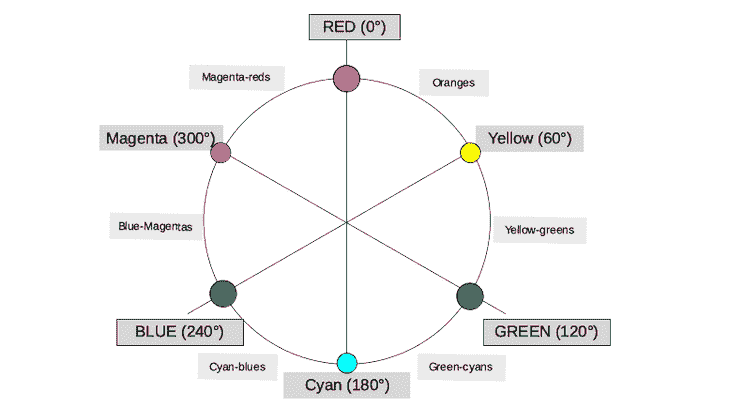 RED (0°)
Magenta-reds
Oranges
Magenta (300°)
Yellow (60°)
Blue-Magentas
Yellow-greens
BLUE (240°)
GREEN (120°)
Cyan-blues
Green-cyans
Cyan (180°)